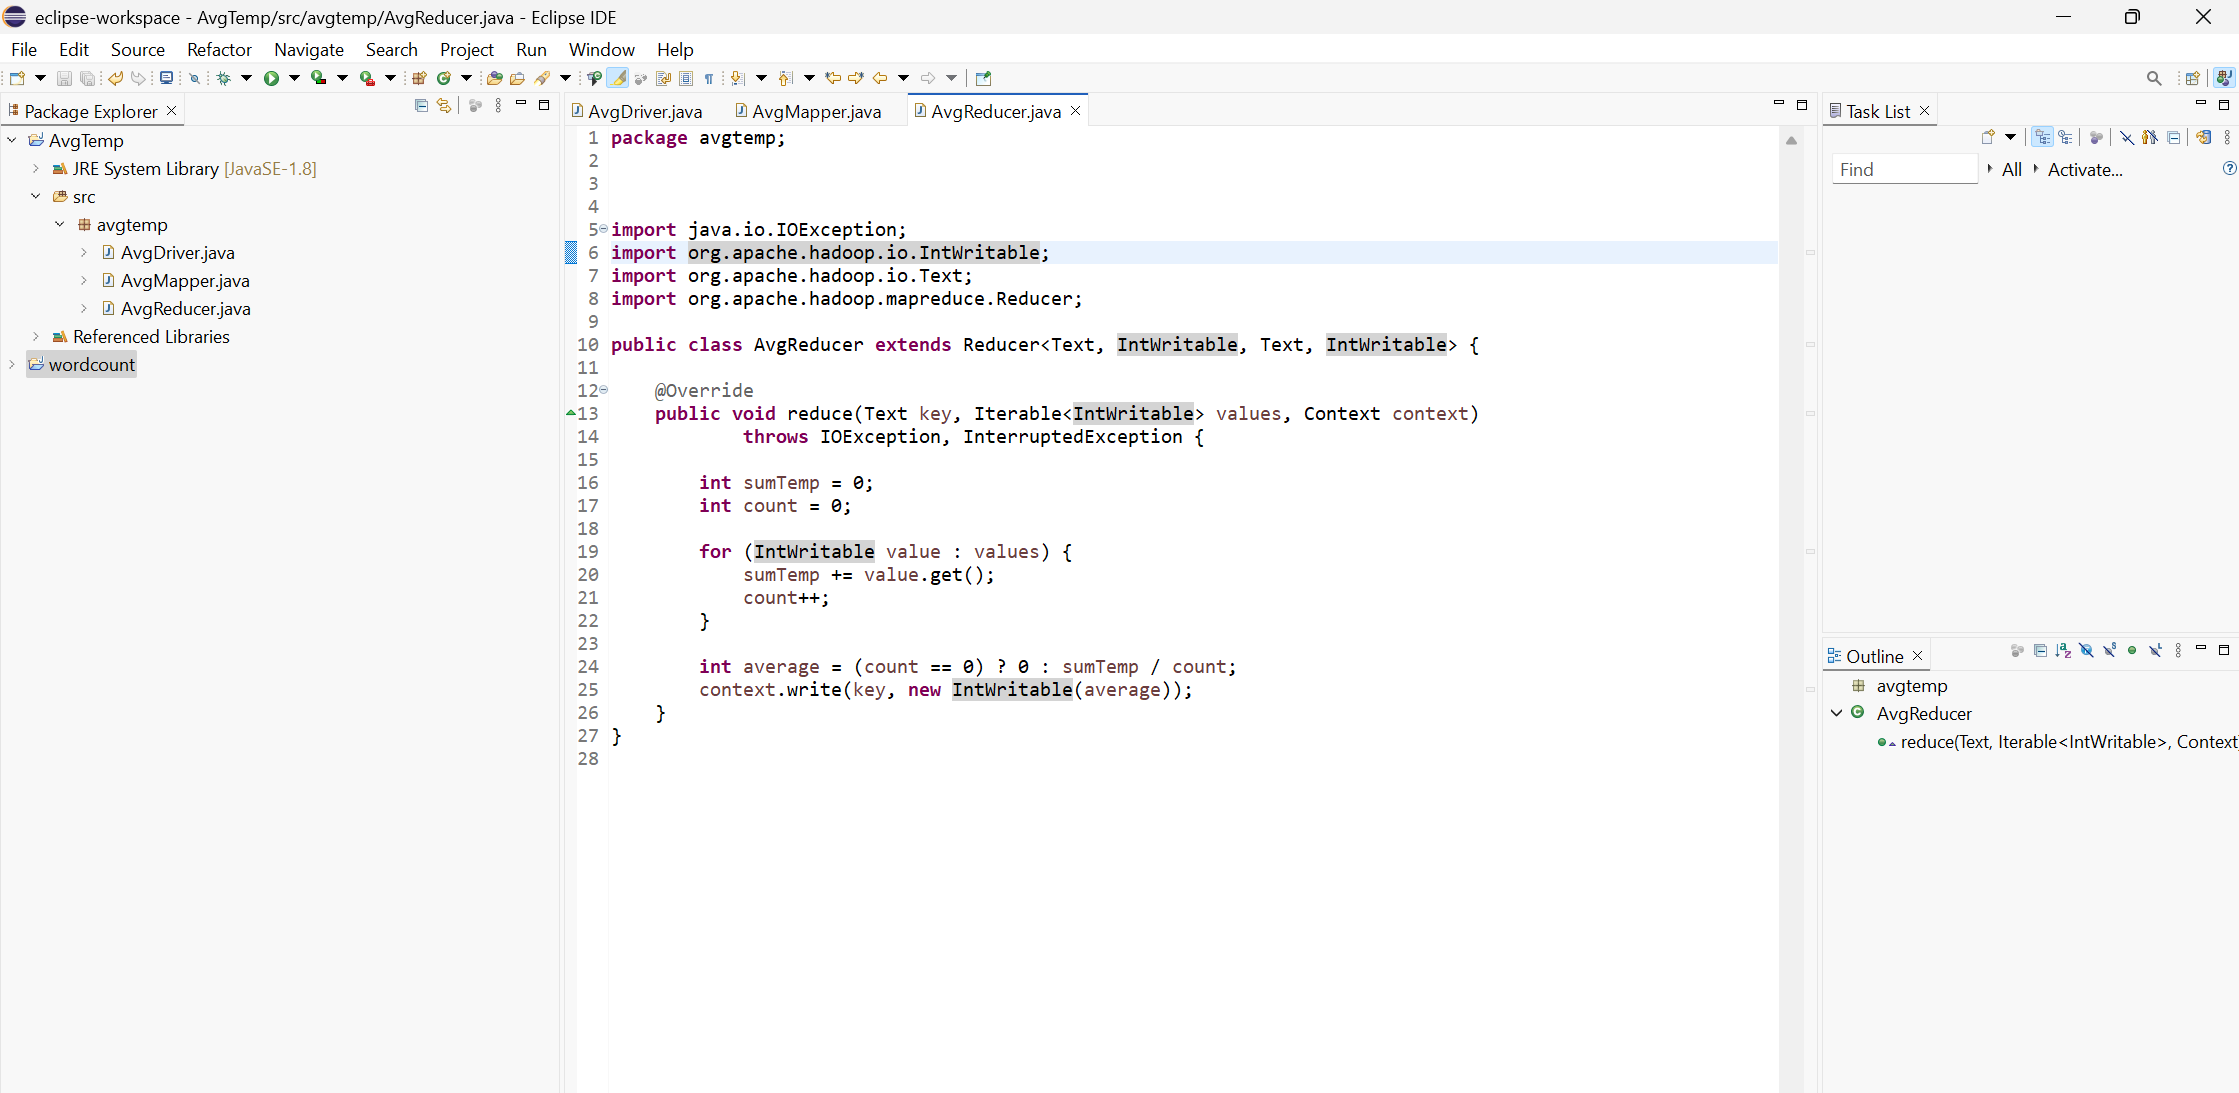 eclipse-workspace - AvgTemp/src/avgtemp/AvgReducer.java - Eclipse IDE
File Edit Source Refactor Navigate Search Project Run Window Help
Package Explorer
AvgTemp
JRE System Library [JavaSE-1.8]
src
avgtemp
AvgDriver.java
AvgMapper.java
AvgReducer.java
Referenced Libraries
wordcount
AvgDriver.java AvgMapper.java AvgReducer.java
1 package avgtemp;
2
3
4
5 import java.io.IOException;
6 import org.apache.hadoop.io.IntWritable;
7 import org.apache.hadoop.io.Text;
8 import org.apache.hadoop.mapreduce.Reducer;
9
10 public class AvgReducer extends Reducer<Text, IntWritable, Text, IntWritable> {
11
12 @Override
13 public void reduce(Text key, Iterable<IntWritable> values, Context context)
14 throws IOException, InterruptedException {
15
16 int sumTemp = 0;
17 int count = 0;
18
19 for (IntWritable value : values) {
20 sumTemp += value.get();
21 count++;
22 }
23
24 int average = (count == 0) ? 0 : sumTemp / count;
25 context.write(key, new IntWritable(average));
26 }
27 }
28
Task List
Find All Activate...
Outline
avgtemp
AvgReducer
reduce(Text, Iterable<IntWritable>, Context